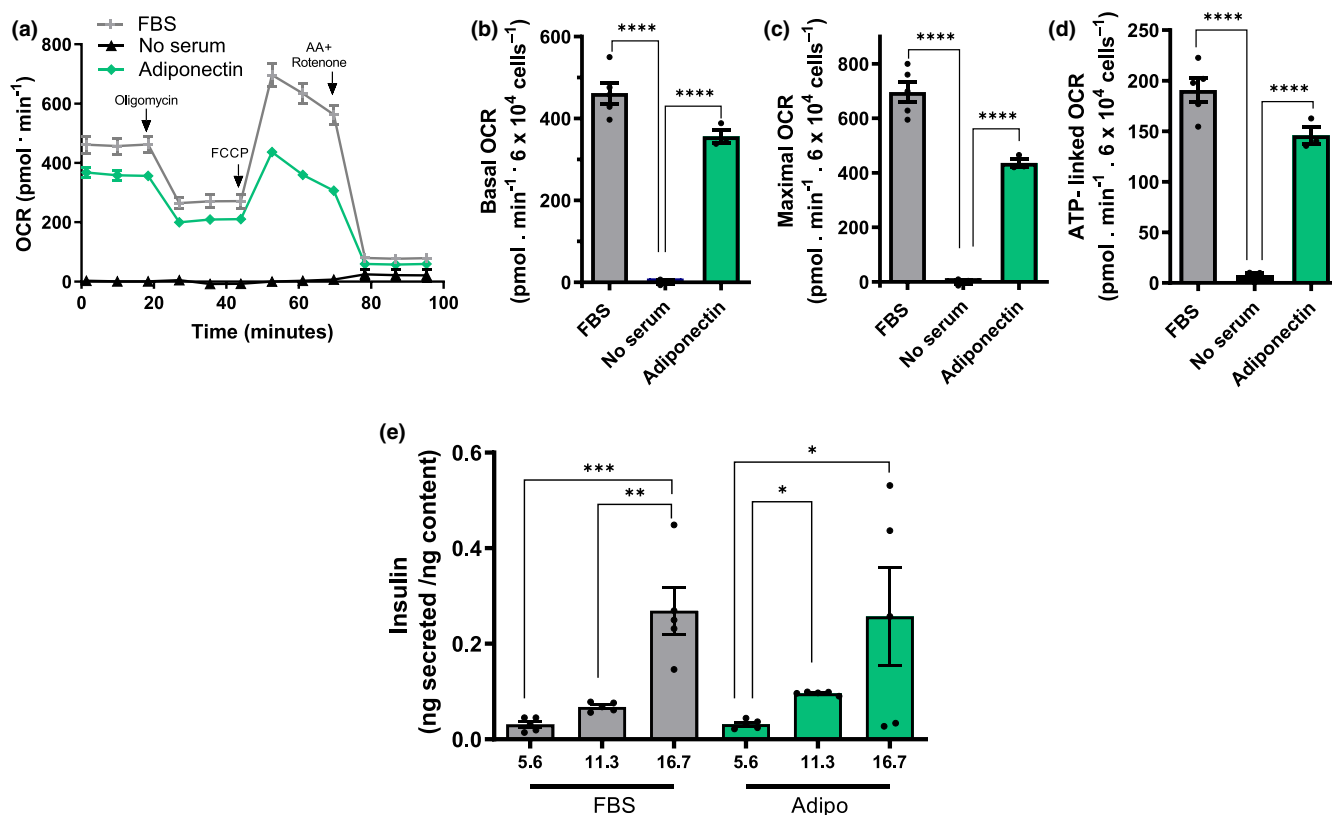 (a)
FBS
No serum
Adiponectin
OCR (pmol · min⁻¹)
800
600
400
200
0
Oligomycin
FCCP
AA+
Rotenone
0 20 40 60 80 100
Time (minutes)
(b)
Basal OCR
(pmol . min⁻¹ . 6 x 10⁴ cells⁻¹)
600
400
200
0
****
****
FBS
No serum
Adiponectin
(c)
Maximal OCR
(pmol . min⁻¹ . 6 x 10⁴ cells⁻¹)
800
600
400
200
0
****
****
FBS
No serum
Adiponectin
(d)
ATP- linked OCR
(pmol . min⁻¹ . 6 x 10⁴ cells⁻¹)
250
200
150
100
50
0
****
****
FBS
No serum
Adiponectin
(e)
Insulin
(ng secreted /ng content)
0.6
0.4
0.2
0.0
***
**
*
*
5.6 11.3 16.7 5.6 11.3 16.7
FBS Adipo